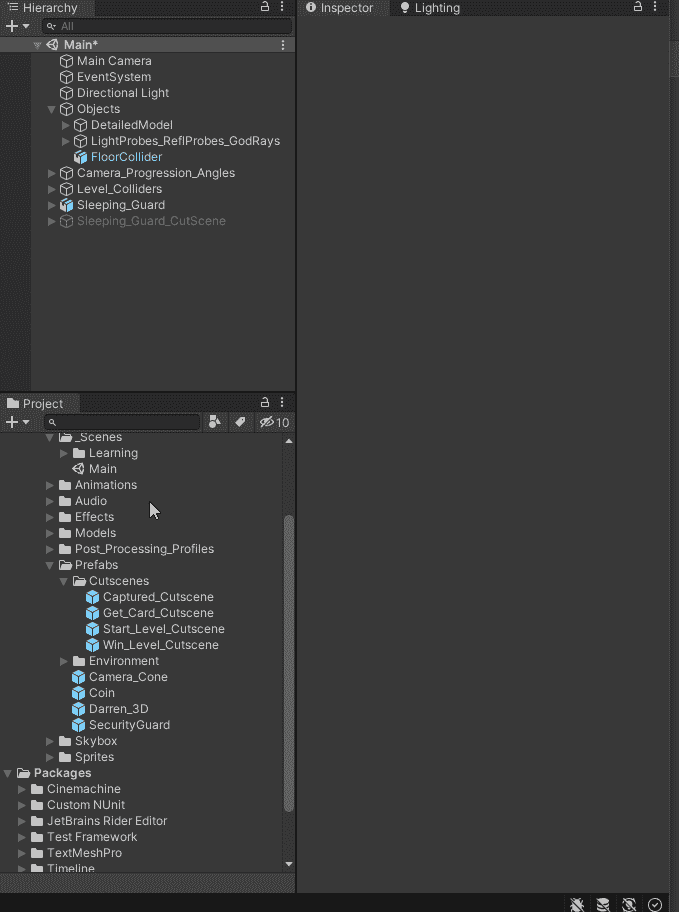 Hierarchy
Inspector
Lighting
All
Main*
Main Camera
EventSystem
Directional Light
Objects
DetailedModel
LightProbes_ReflProbes_GodRays
FloorCollider
Camera_Progression_Angles
Level_Colliders
Sleeping_Guard
Sleeping_Guard_CutScene
Project
10
_Scenes
Learning
Main
Animations
Audio
Effects
Models
Post_Processing_Profiles
Prefabs
Cutscenes
Captured_Cutscene
Get_Card_Cutscene
Start_Level_Cutscene
Win_Level_Cutscene
Environment
Camera_Cone
Coin
Darren_3D
SecurityGuard
Skybox
Sprites
Packages
Cinemachine
Custom NUnit
JetBrains Rider Editor
Test Framework
TextMeshPro
Timeline